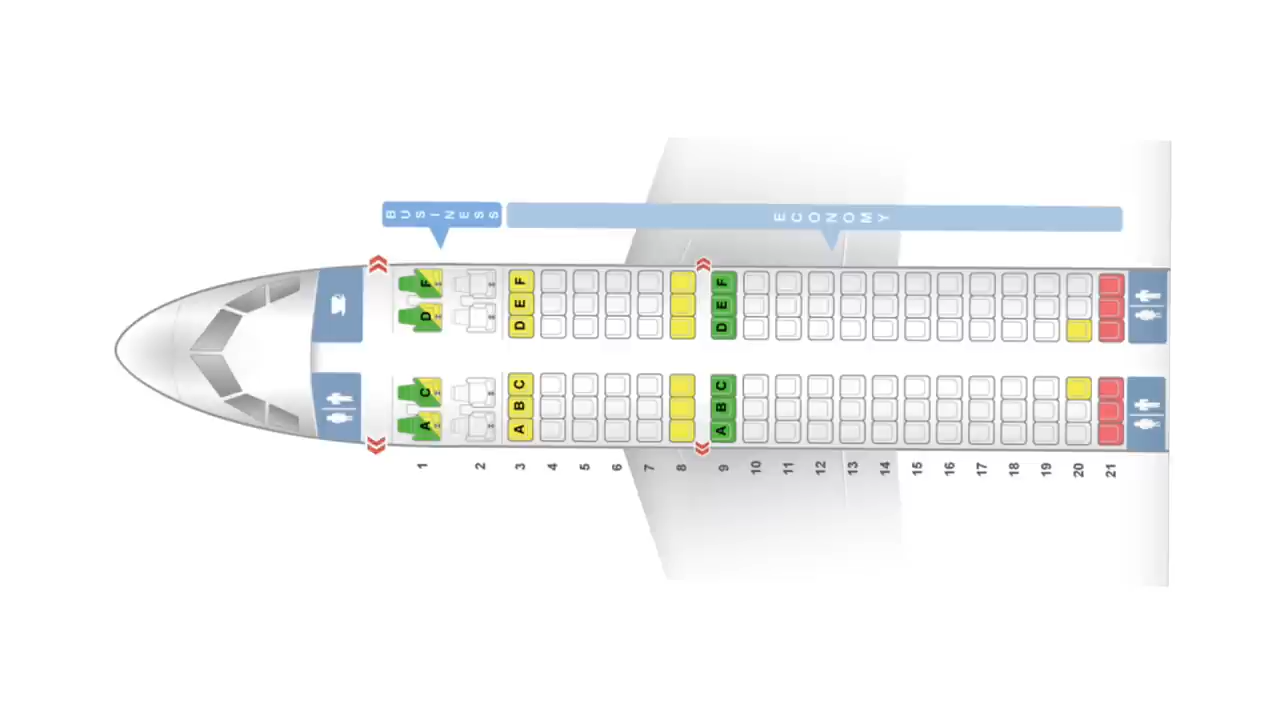 BUSINESS
ECONOMY
F F F
D D E E
D
C C C
A B B
A A
1 2 3 4 5 6 7 8 9 10 11 12 13 14 15 16 17 18 19 20 21